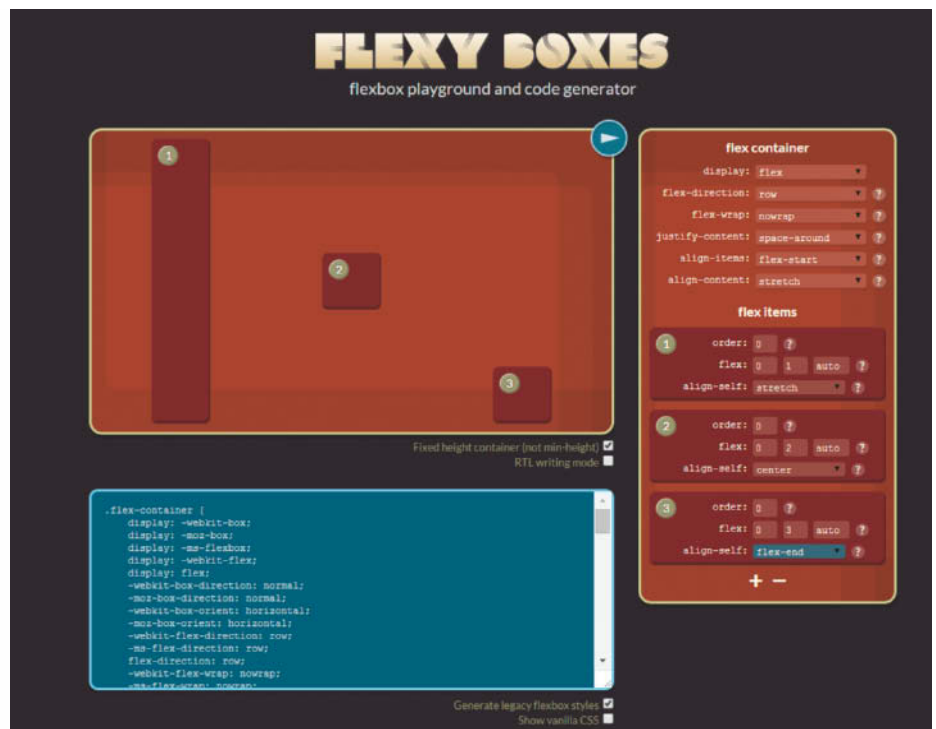 FLEXY BOXES
flexbox playground and code generator
1
2
3
Fixed height container (not min-height)
RTL writing mode
.flex-container {
display: -webkit-box;
display: -moz-box;
display: -ms-flexbox;
display: -webkit-flex;
display: flex;
-webkit-box-direction: normal;
-moz-box-direction: normal;
-webkit-box-orient: horizontal;
-moz-box-orient: horizontal;
-webkit-flex-direction: row;
-ms-flex-direction: row;
flex-direction: row;
-webkit-flex-wrap: nowrap;
-ms-flex-wrap: nowrap;
Generate legacy flexbox styles
Show vanilla CSS
flex container
display: flex
flex-direction: row ?
flex-wrap: nowrap ?
justify-content: space-around ?
align-items: flex-start ?
align-content: stretch ?
flex items
1 order: 0 ?
flex: 0 1 auto ?
align-self: stretch ?
2 order: 0 ?
flex: 0 2 auto ?
align-self: center ?
3 order: 0 ?
flex: 0 3 auto ?
align-self: flex-end ?
+ −